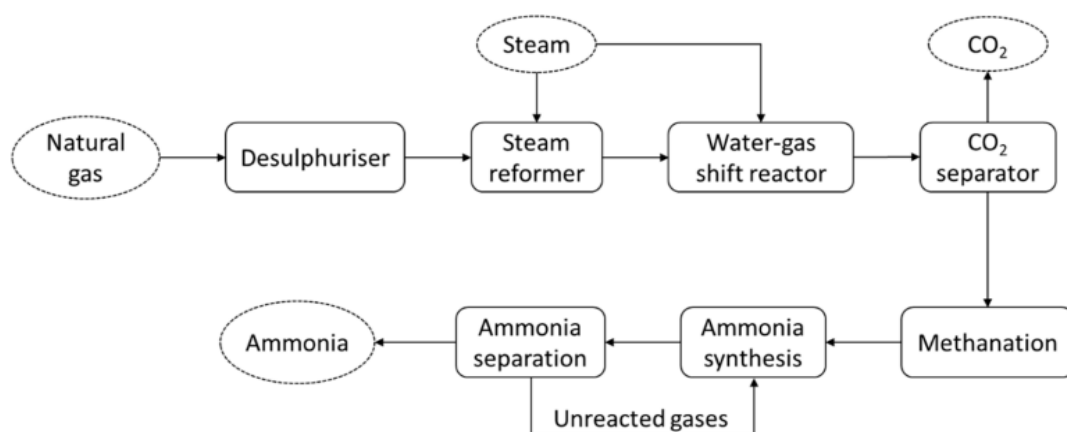 Steam
CO₂
Natural
gas
Desulphuriser
Steam
reformer
Water-gas
shift reactor
CO₂
separator
Ammonia
Ammonia
separation
Ammonia
synthesis
Methanation
Unreacted gases